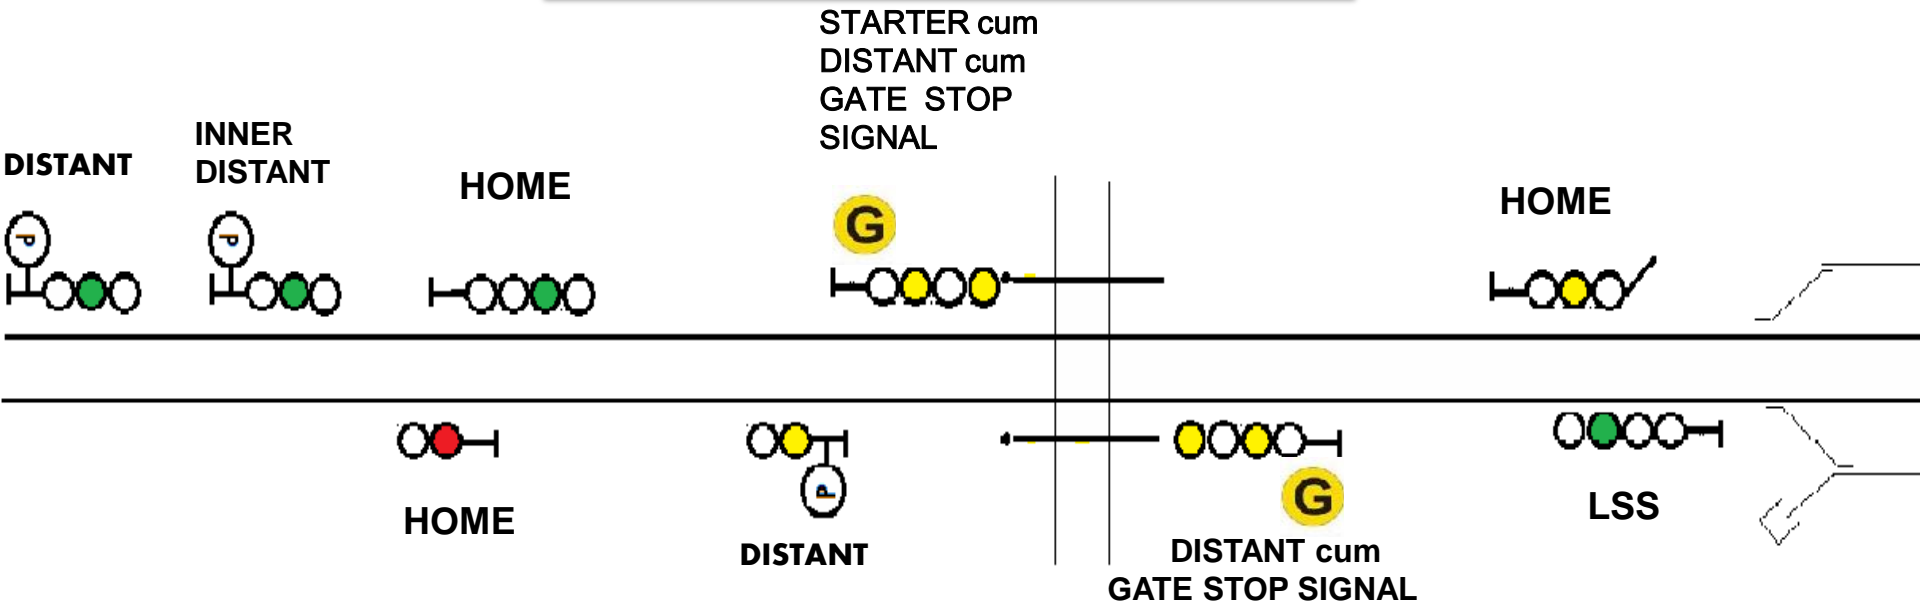 STARTER cum
DISTANT cum
GATE STOP
SIGNAL
INNER
DISTANT
DISTANT
HOME
HOME
P
P
G
HOME
P
G
LSS
DISTANT
DISTANT cum
GATE STOP SIGNAL